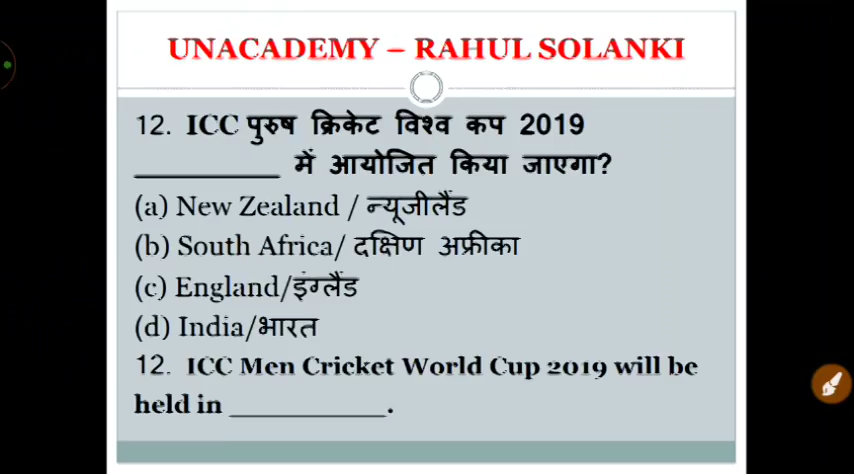 UNACADEMY – RAHUL SOLANKI
12. ICC पुरुष क्रिकेट विश्व कप 2019
__________ में आयोजित किया जाएगा?
(a) New Zealand / न्यूजीलैंड
(b) South Africa/ दक्षिण अफ्रीका
(c) England/इंग्लैंड
(d) India/भारत
12. ICC Men Cricket World Cup 2019 will be
held in ___________.